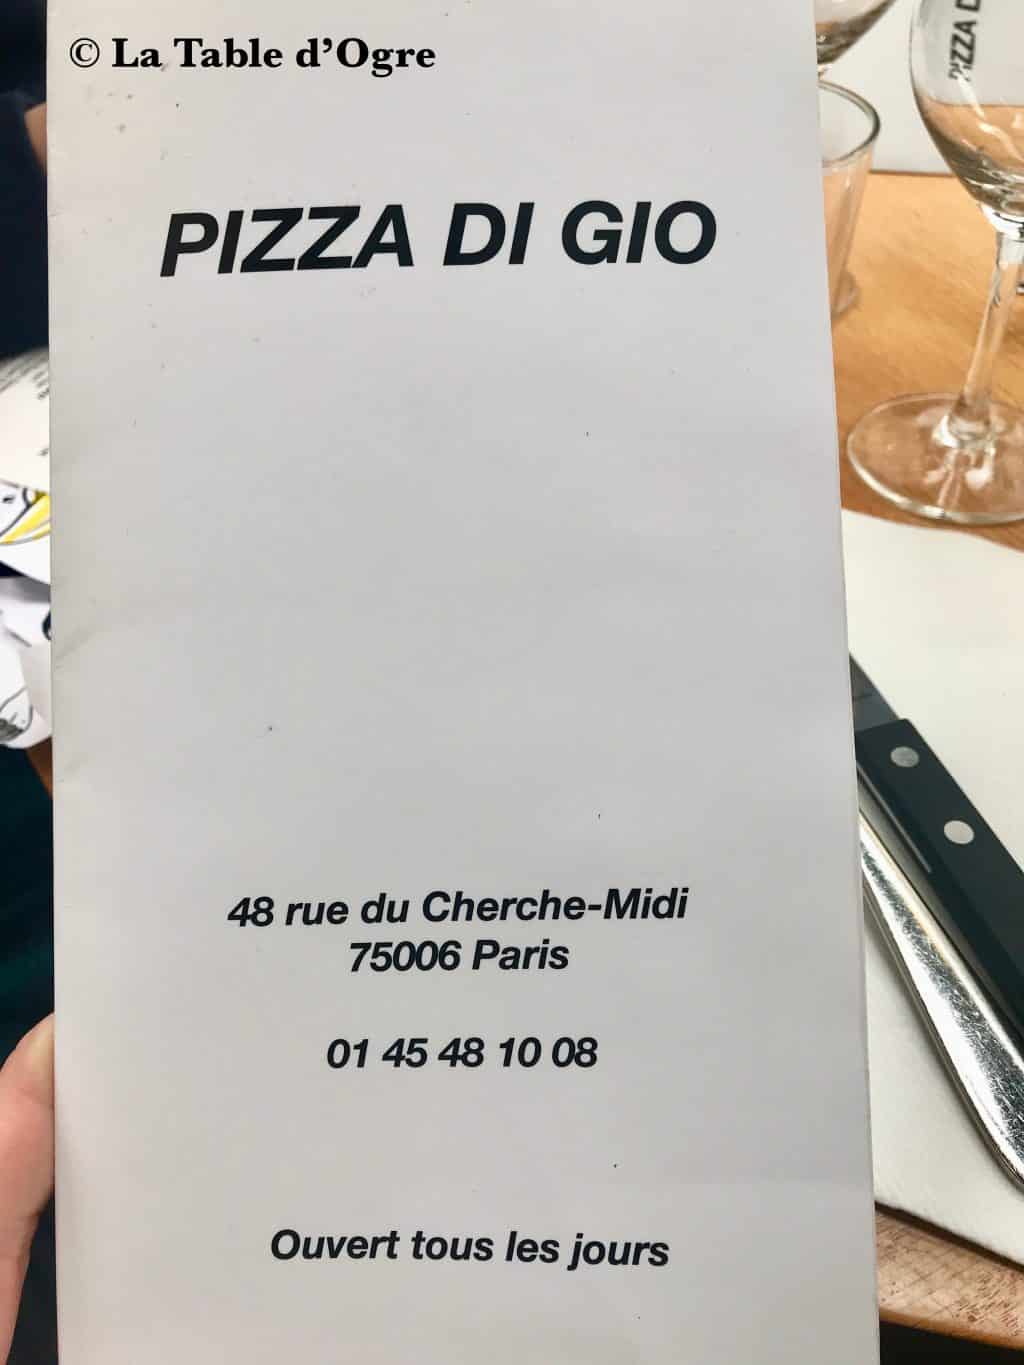 © La Table d'Ogre
PIZZA DI GIO
48 rue du Cherche-Midi
75006 Paris
01 45 48 10 08
Ouvert tous les jours
PIZZA D